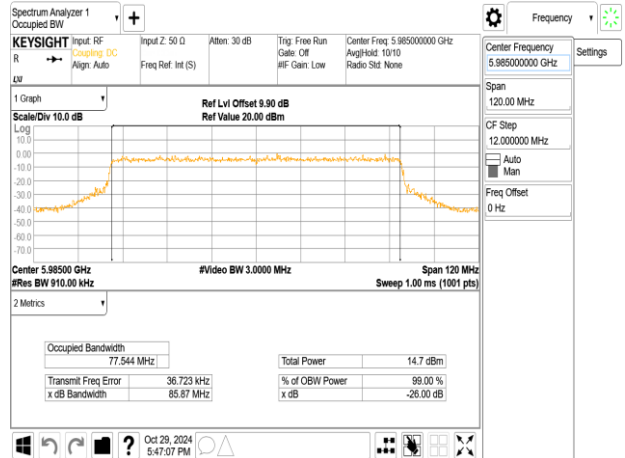 Spectrum Analyzer 1
Occupied BW
Frequency
KEYSIGHT
R
Input: RF
Coupling: DC
Align: Auto
Input Z: 50 Ω
Freq Ref: Int (S)
Atten: 30 dB
Trig: Free Run
Gate: Off
#IF Gain: Low
Center Freq: 5.985000000 GHz
Avg|Hold: 10/10
Radio Std: None
Center Frequency
5.985000000 GHz
Settings
Span
120.00 MHz
CF Step
12.000000 MHz
Auto
Man
Freq Offset
0 Hz
1 Graph
Scale/Div 10.0 dB
Ref Lvl Offset 9.90 dB
Ref Value 20.00 dBm
Log
10.0
0.00
-10.0
-20.0
-30.0
-40.0
-50.0
-60.0
-70.0
Center 5.98500 GHz
#Res BW 910.00 kHz
#Video BW 3.0000 MHz
Span 120 MHz
Sweep 1.00 ms (1001 pts)
2 Metrics
Occupied Bandwidth
77.544 MHz
Total Power 14.7 dBm
Transmit Freq Error 36.723 kHz
% of OBW Power 99.00 %
x dB Bandwidth 85.87 MHz
x dB -26.00 dB
?
Oct 29, 2024
5:47:07 PM